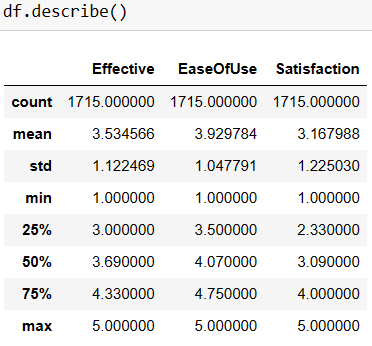 df.describe()
Effective EaseOfUse Satisfaction
count 1715.000000 1715.000000 1715.000000
mean 3.534566 3.929784 3.167988
std 1.122469 1.047791 1.225030
min 1.000000 1.000000 1.000000
25% 3.000000 3.500000 2.330000
50% 3.690000 4.070000 3.090000
75% 4.330000 4.750000 4.000000
max 5.000000 5.000000 5.000000